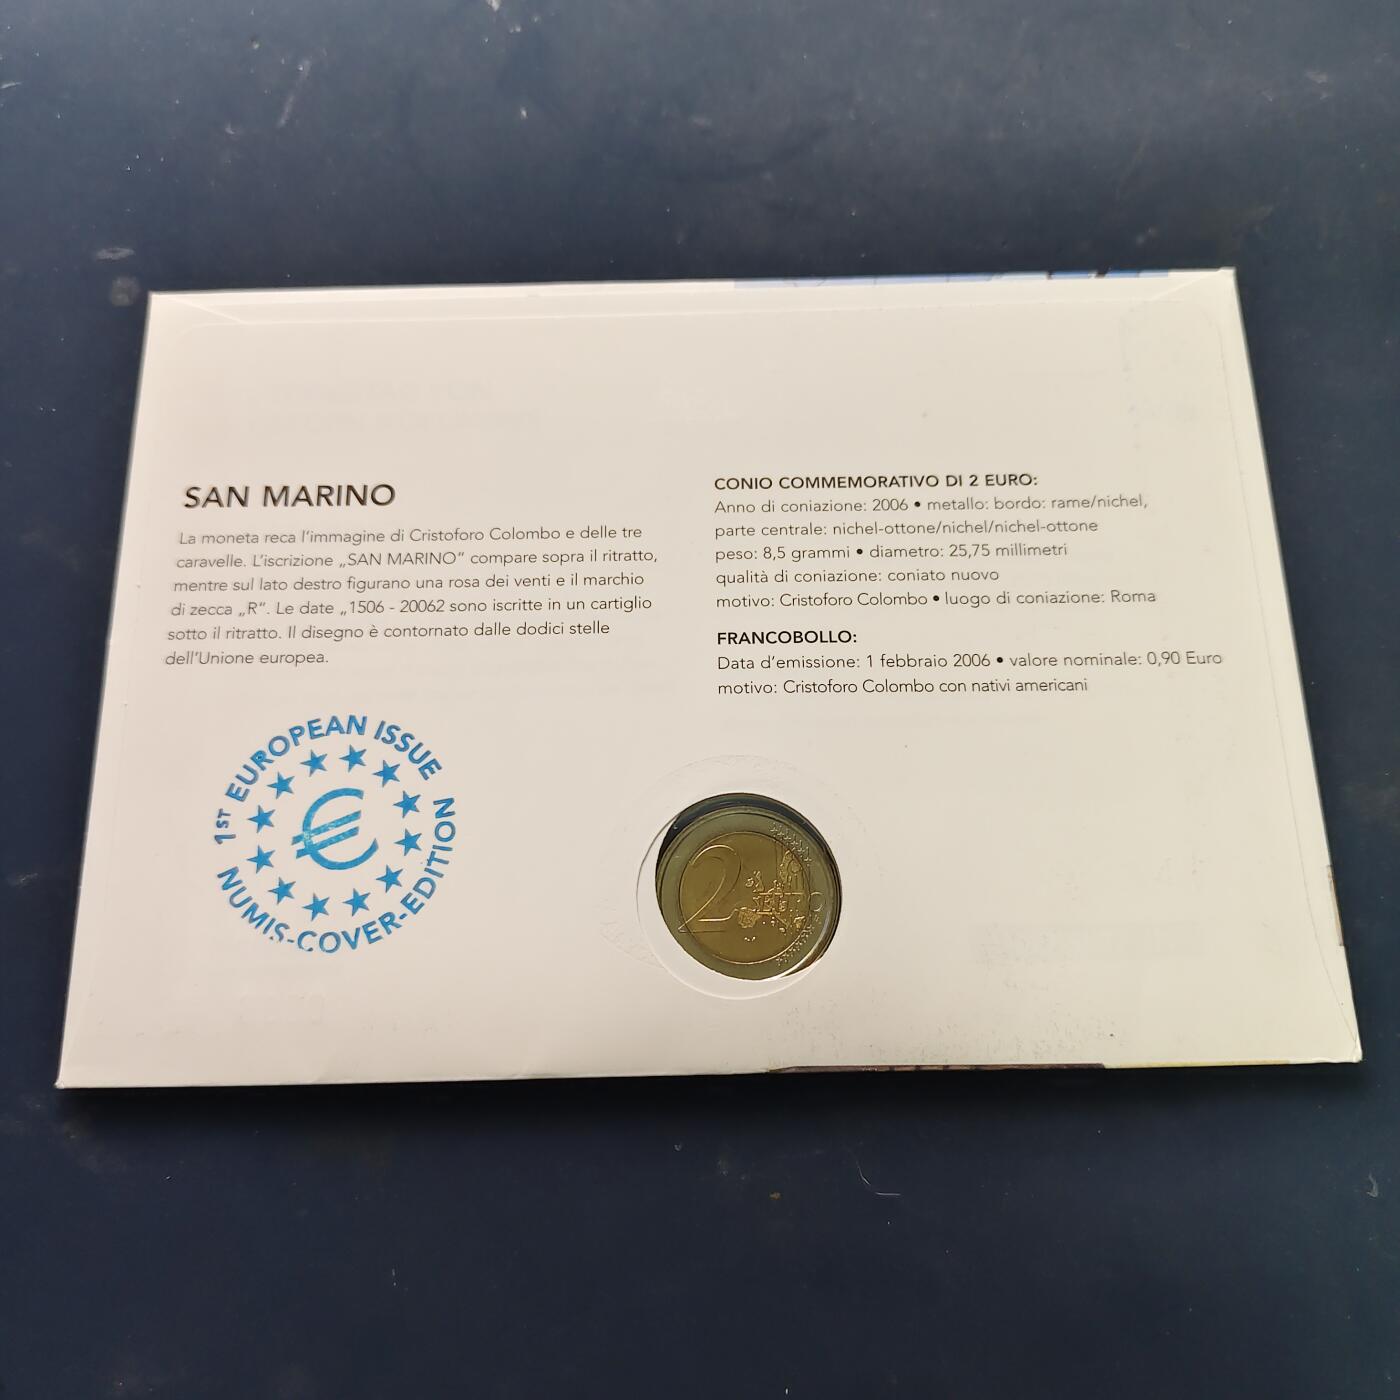 SAN MARINO
La moneta reca l'immagine di Cristoforo Colombo e delle tre
caravelle. L'iscrizione „SAN MARINO" compare sopra il ritratto,
mentre sul lato destro figurano una rosa dei venti e il marchio
di zecca „R". Le date „1506 - 20062 sono iscritte in un cartiglio
sotto il ritratto. Il disegno è contornato dalle dodici stelle
dell'Unione europea.
CONIO COMMEMORATIVO DI 2 EURO:
Anno di coniazione: 2006 • metallo: bordo: rame/nichel,
parte centrale: nichel-ottone/nichel/nichel-ottone
peso: 8,5 grammi • diametro: 25,75 millimetri
qualità di coniazione: coniato nuovo
motivo: Cristoforo Colombo • luogo di coniazione: Roma
FRANCOBOLLO:
Data d'emissione: 1 febbraio 2006 • valore nominale: 0,90 Euro
motivo: Cristoforo Colombo con nativi americani
1ST EUROPEAN ISSUE
€
NUMIS-COVER-EDITION
2 EURO